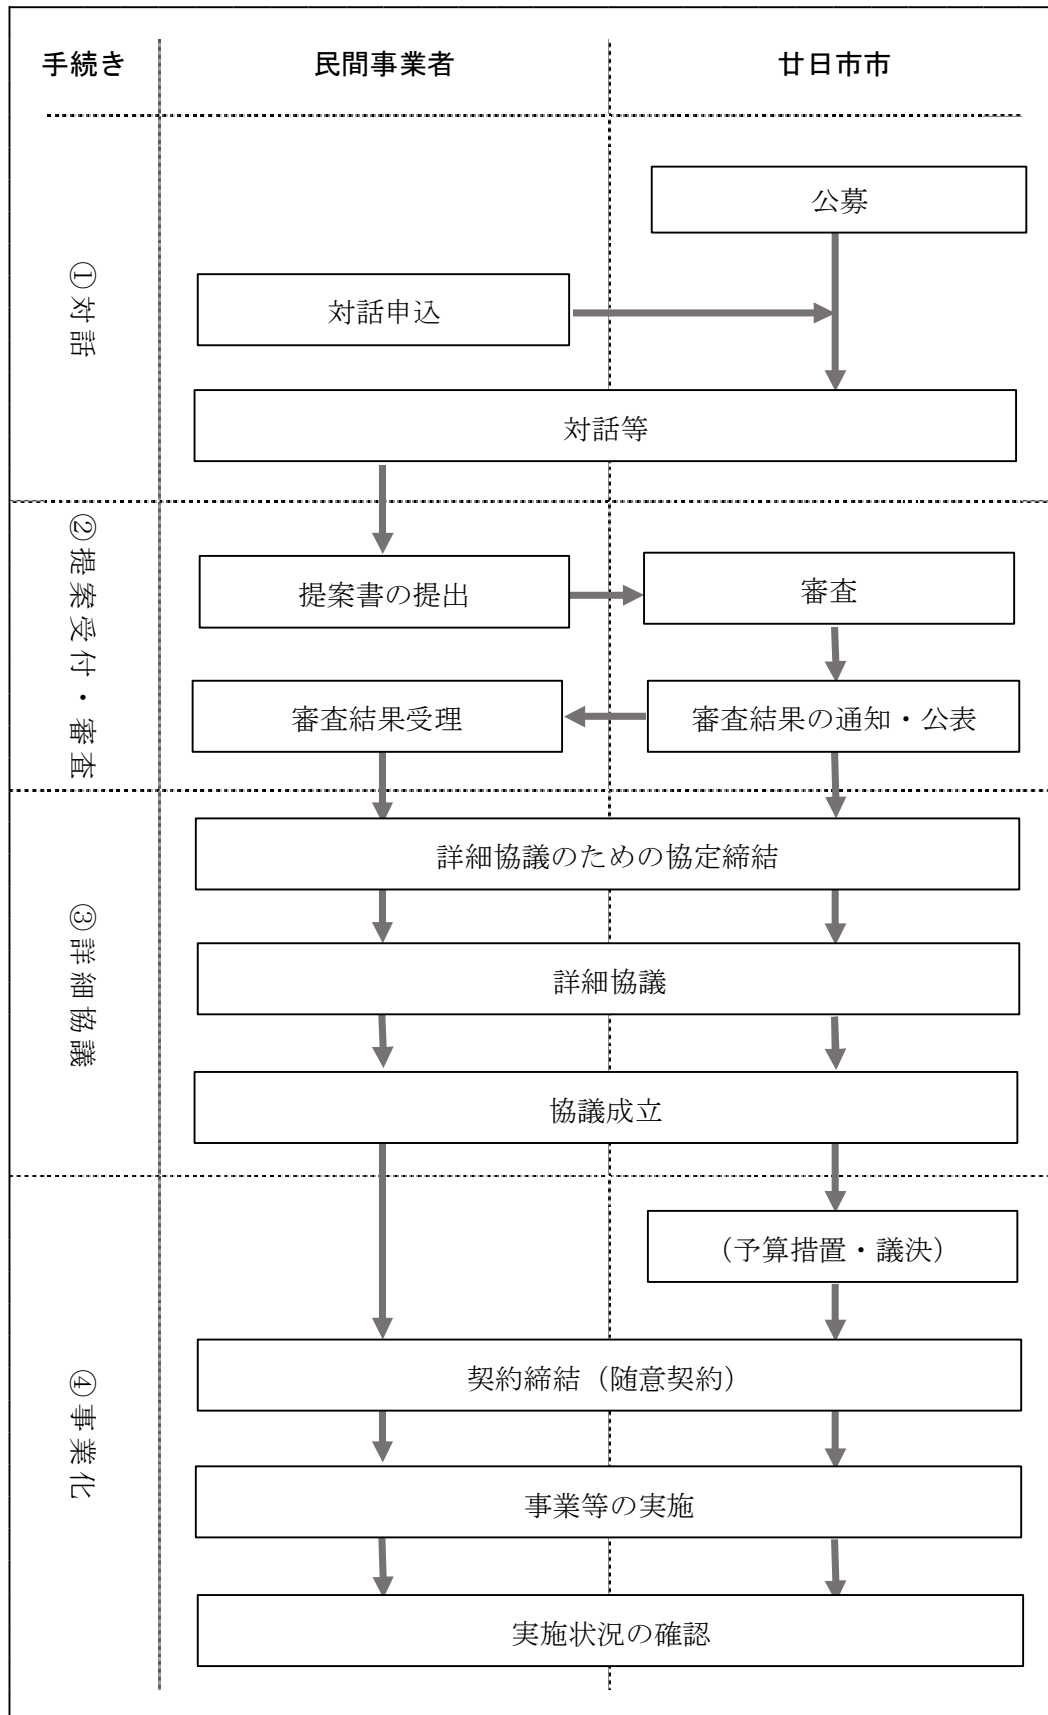 手続き
民間事業者
廿日市市
①対話
公募
対話申込
対話等
②提案受付・審査
提案書の提出
審査
審査結果受理
審査結果の通知・公表
③詳細協議
詳細協議のための協定締結
詳細協議
協議成立
④事業化
（予算措置・議決）
契約締結（随意契約）
事業等の実施
実施状況の確認